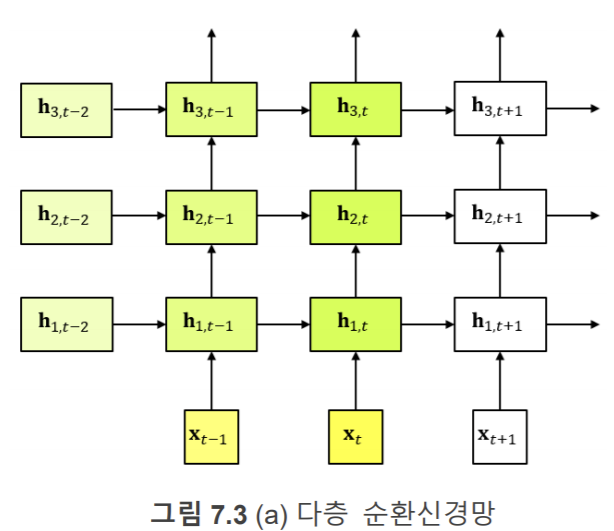 h3,t−2 h3,t−1 h3,t h3,t+1
h2,t−2 h2,t−1 h2,t h2,t+1
h1,t−2 h1,t−1 h1,t h1,t+1
xt−1 xt xt+1
그림 7.3 (a) 다층 순환신경망